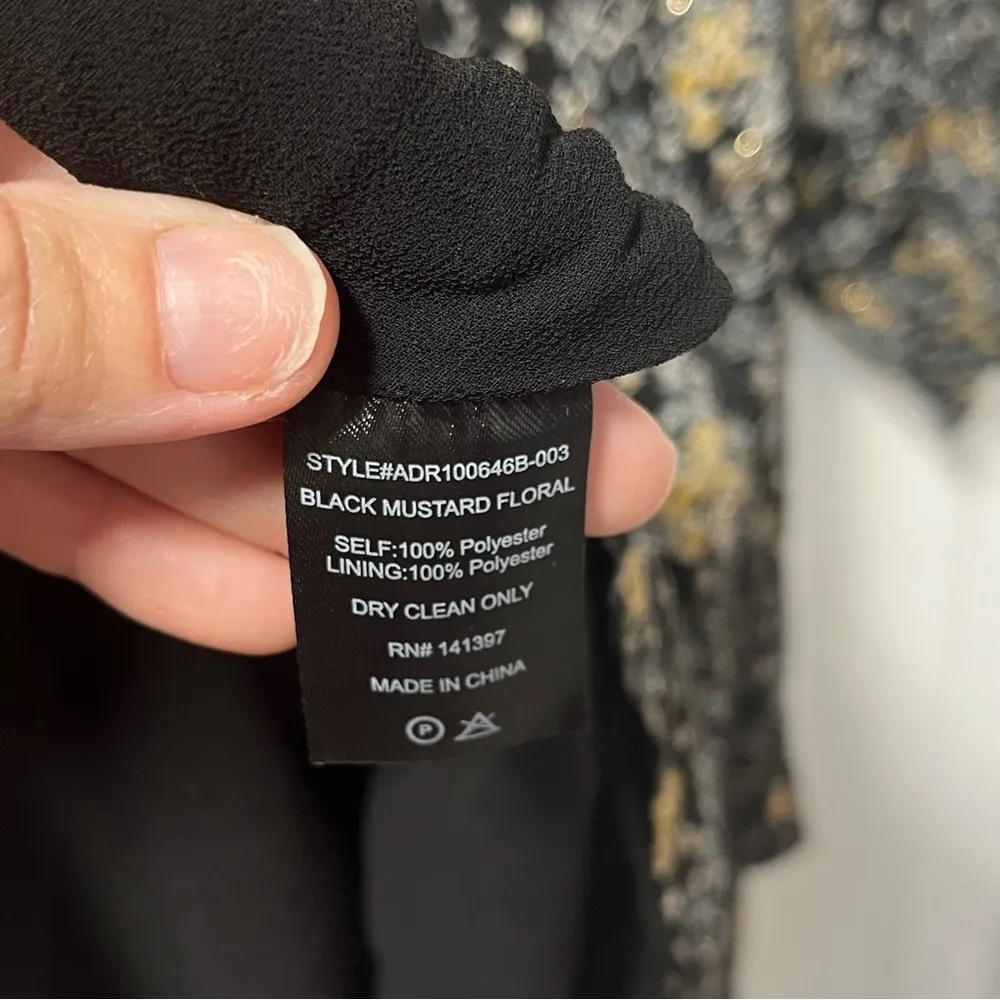 STYLE#ADR100646B-003
BLACK MUSTARD FLORAL
SELF:100% Polyester
LINING:100% Polyester
DRY CLEAN ONLY
RN# 141397
MADE IN CHINA
P